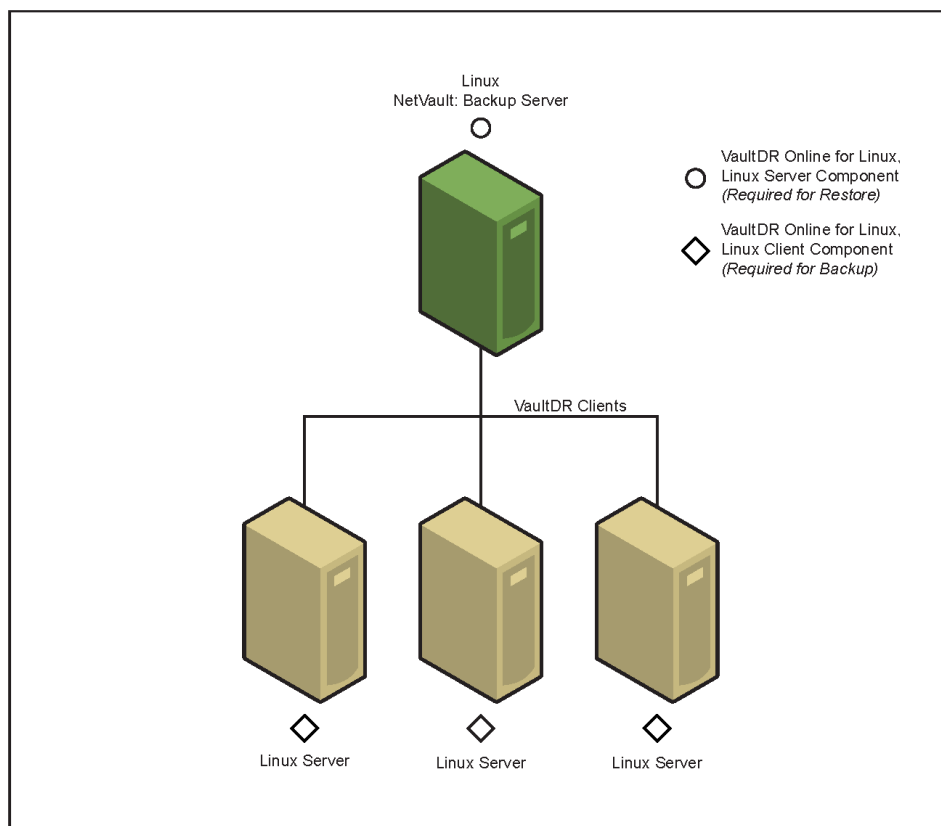 Linux
NetVault: Backup Server
VaultDR Online for Linux,
Linux Server Component
(Required for Restore)
VaultDR Online for Linux,
Linux Client Component
(Required for Backup)
VaultDR Clients
Linux Server
Linux Server
Linux Server